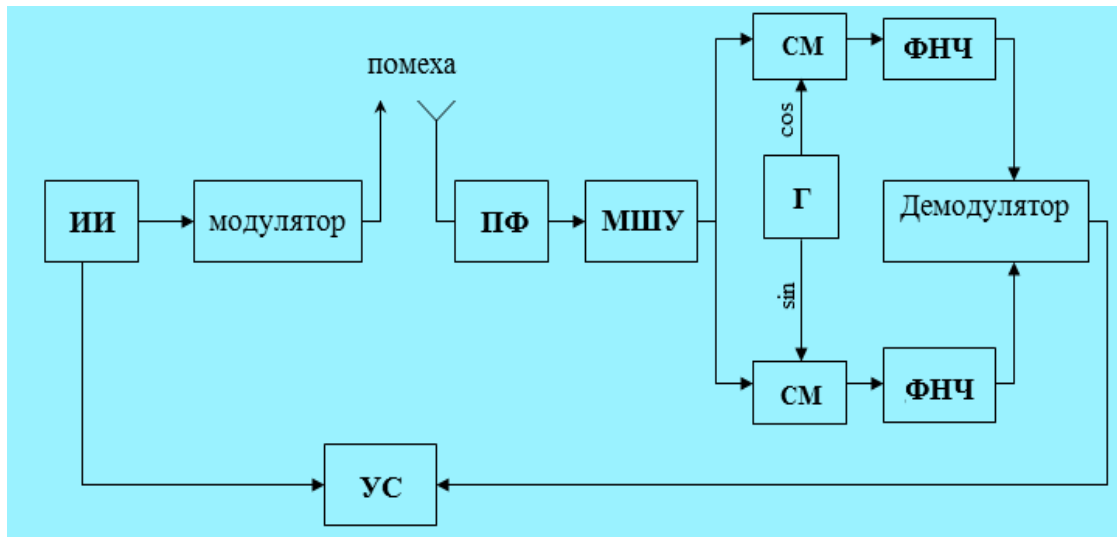 СМ
ФНЧ
помеха
cos
ИИ
модулятор
ПФ
МШУ
Г
Демодулятор
sin
СМ
ФНЧ
УС